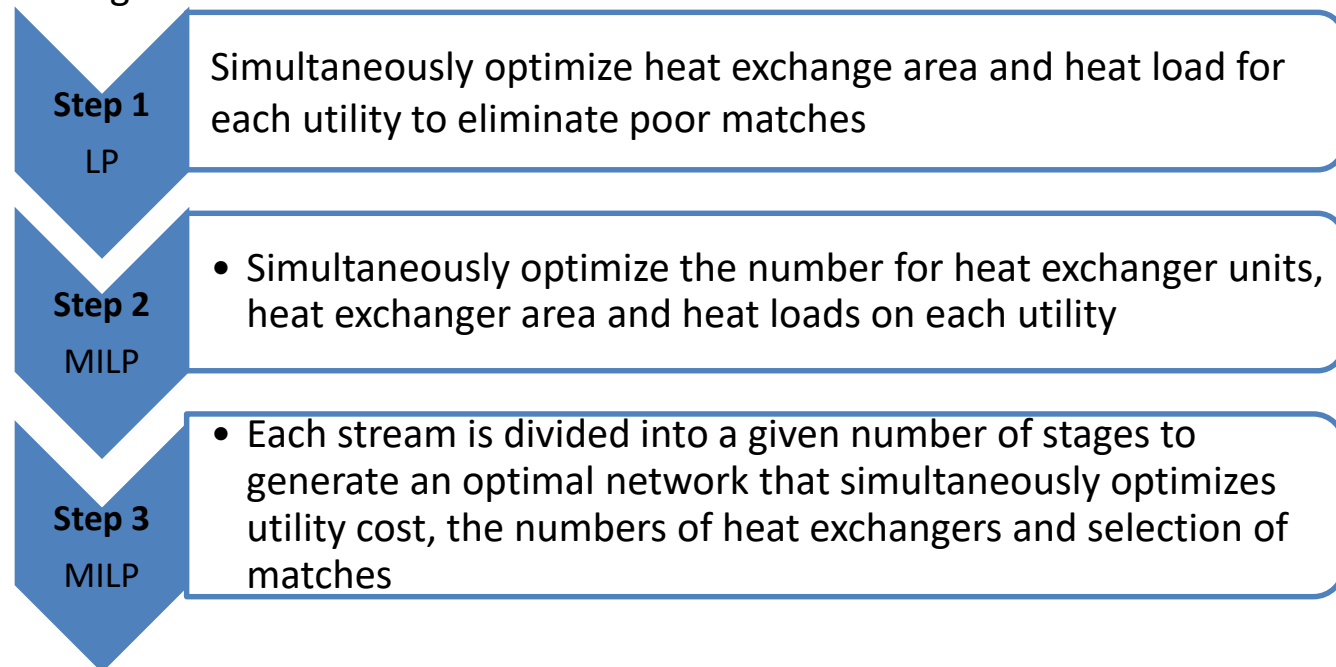 Step 1
LP
Simultaneously optimize heat exchange area and heat load for
each utility to eliminate poor matches
Step 2
MILP
• Simultaneously optimize the number for heat exchanger units,
heat exchanger area and heat loads on each utility
Step 3
MILP
• Each stream is divided into a given number of stages to
generate an optimal network that simultaneously optimizes
utility cost, the numbers of heat exchangers and selection of
matches